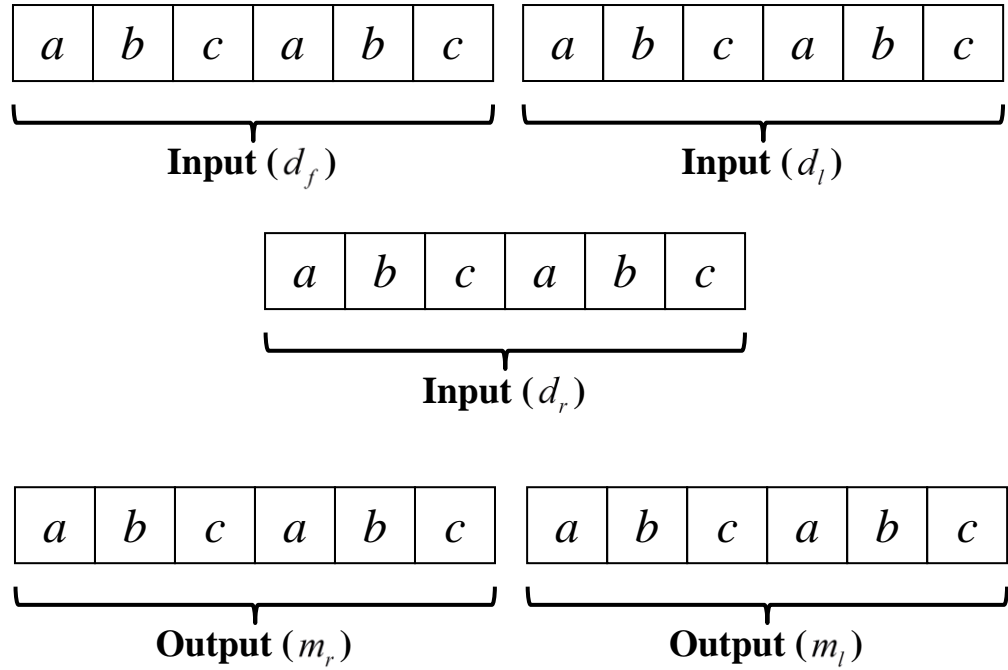 a b c a b c a b c a b c
Input (d_f) Input (d_l)
a b c a b c
Input (d_r)
a b c a b c a b c a b c
Output (m_r) Output (m_l)